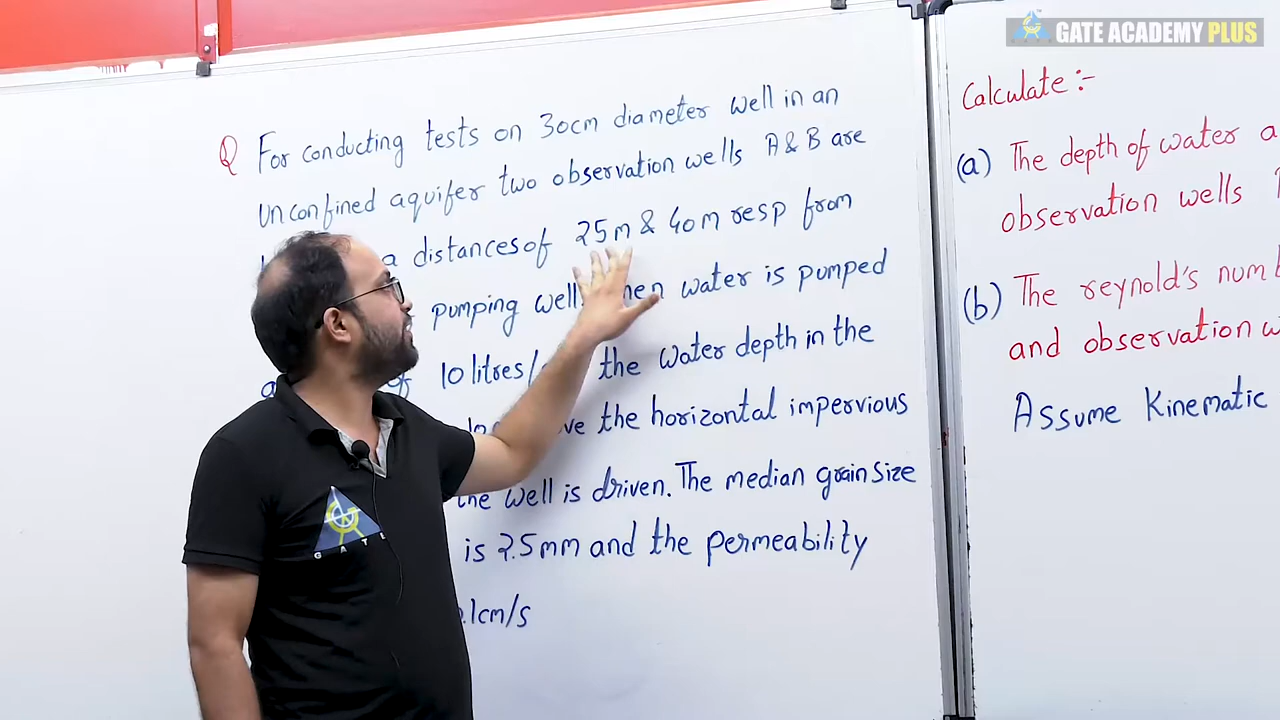 GATE ACADEMY PLUS
Q For conducting tests on 30cm diameter well in an
unconfined aquifer two observation wells A & B are
a distances of 25m & 40m resp from
pumping well. water is pumped
10 litres/ the water depth in the
the horizontal impervious
the well is driven. The median grain size
is 2.5mm and the permeability
1cm/s
Calculate :-
(a) The depth of water
observation wells
(b) The reynold's
and observation
Assume Kinematic
GATE